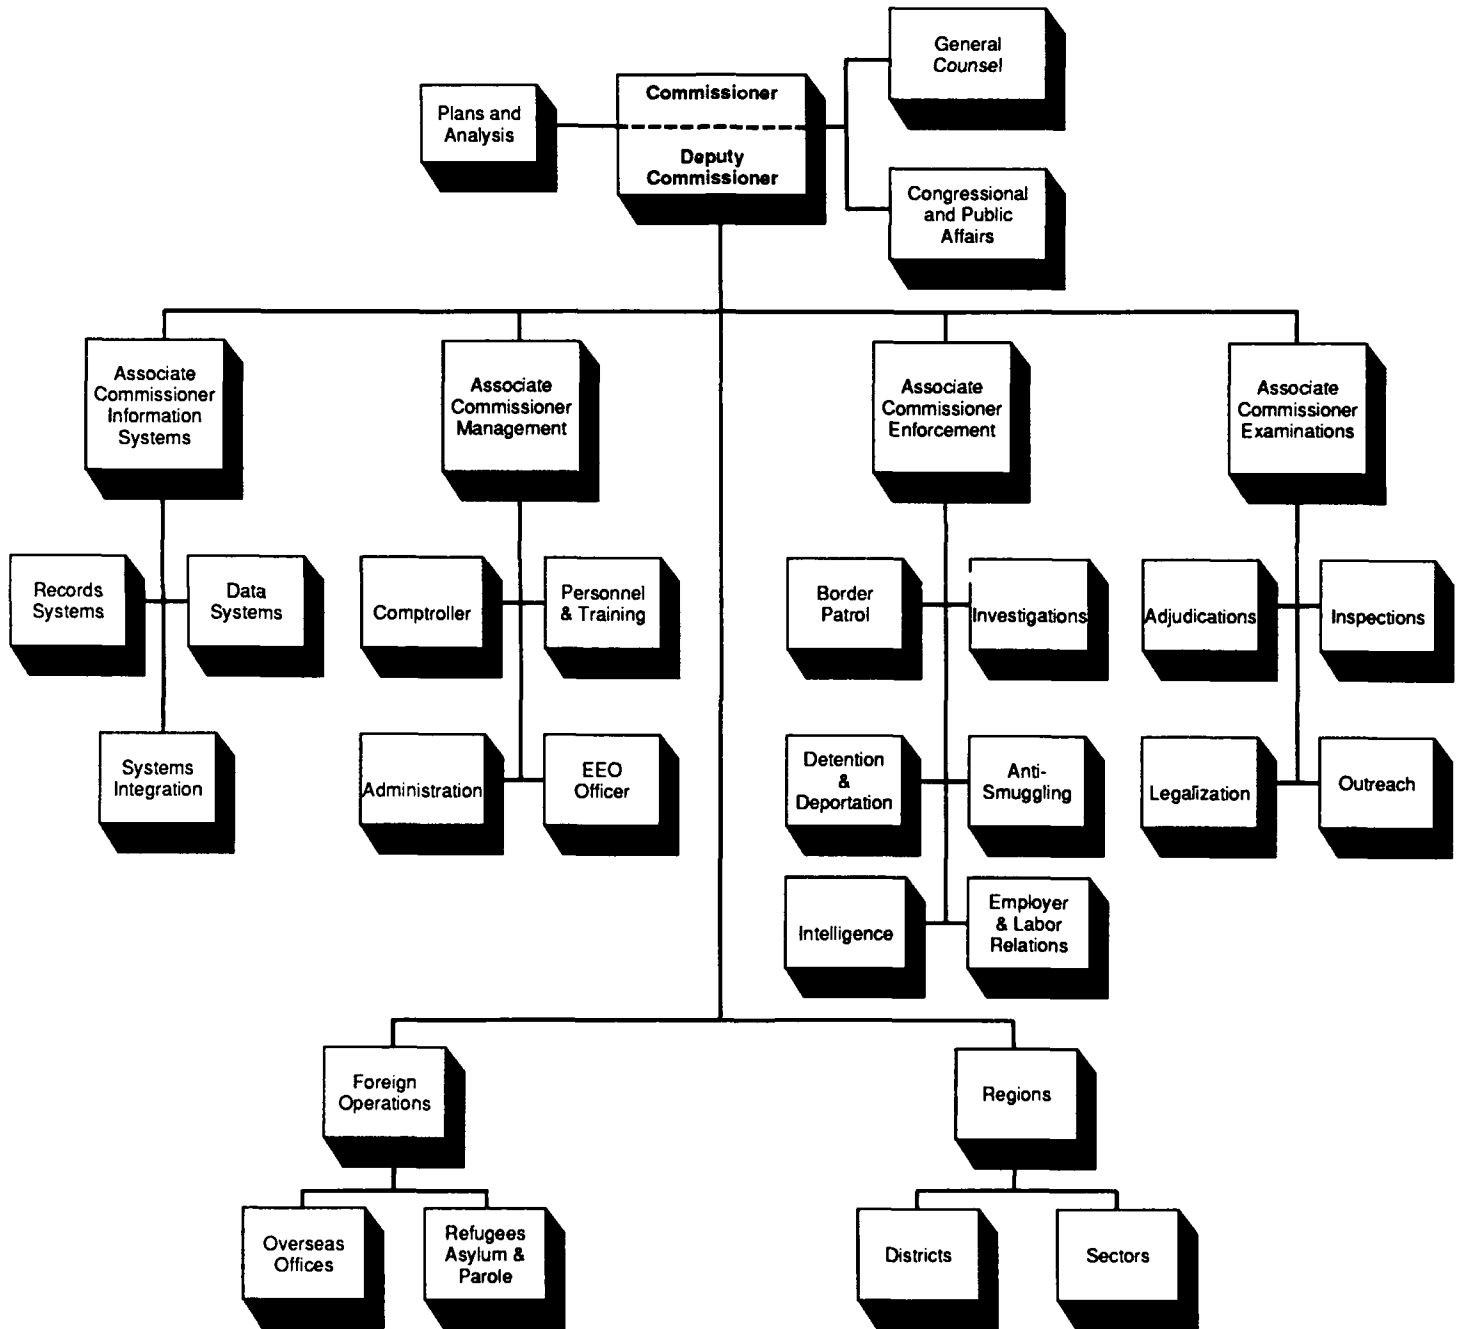 General
Counsel
Commissioner
Plans and
Analysis
Deputy
Commissioner
Congressional
and Public
Affairs
Associate
Commissioner
Information
Systems
Associate
Commissioner
Management
Associate
Commissioner
Enforcement
Associate
Commissioner
Examinations
Records
Systems
Data
Systems
Comptroller
Personnel
& Training
Border
Patrol
Investigations
Adjudications
Inspections
Systems
Integration
Administration
EEO
Officer
Detention
&
Deportation
Anti-
Smuggling
Legalization
Outreach
Intelligence
Employer
& Labor
Relations
Foreign
Operations
Regions
Overseas
Offices
Refugees
Asylum &
Parole
Districts
Sectors